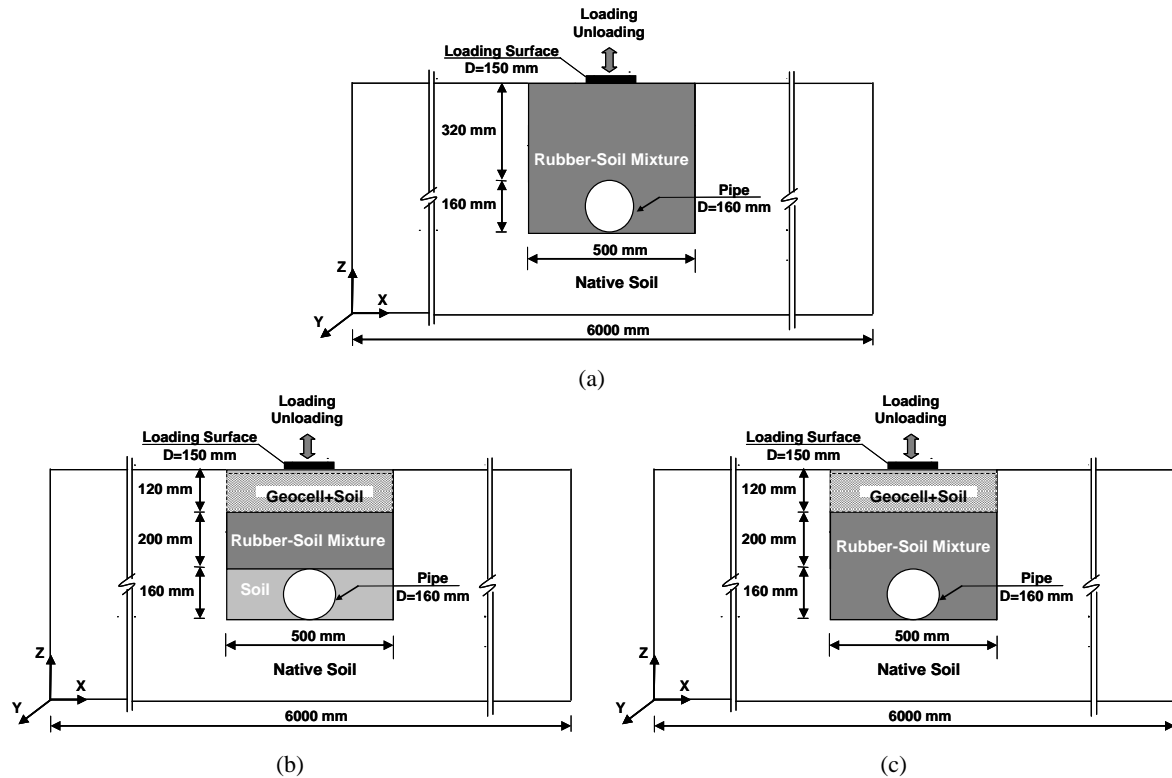 Loading
Unloading
Loading Surface
D=150 mm
320 mm
Rubber-Soil Mixture
160 mm
Pipe
D=160 mm
500 mm
Native Soil
Z
X
Y
6000 mm
(a)
Loading
Unloading
Loading Surface
D=150 mm
120 mm
Geocell+Soil
200 mm
Rubber-Soil Mixture
160 mm
Soil
Pipe
D=160 mm
500 mm
Native Soil
Z
X
Y
6000 mm
(b)
Loading
Unloading
Loading Surface
D=150 mm
120 mm
Geocell+Soil
200 mm
Rubber-Soil Mixture
160 mm
Pipe
D=160 mm
500 mm
Native Soil
Z
X
Y
6000 mm
(c)